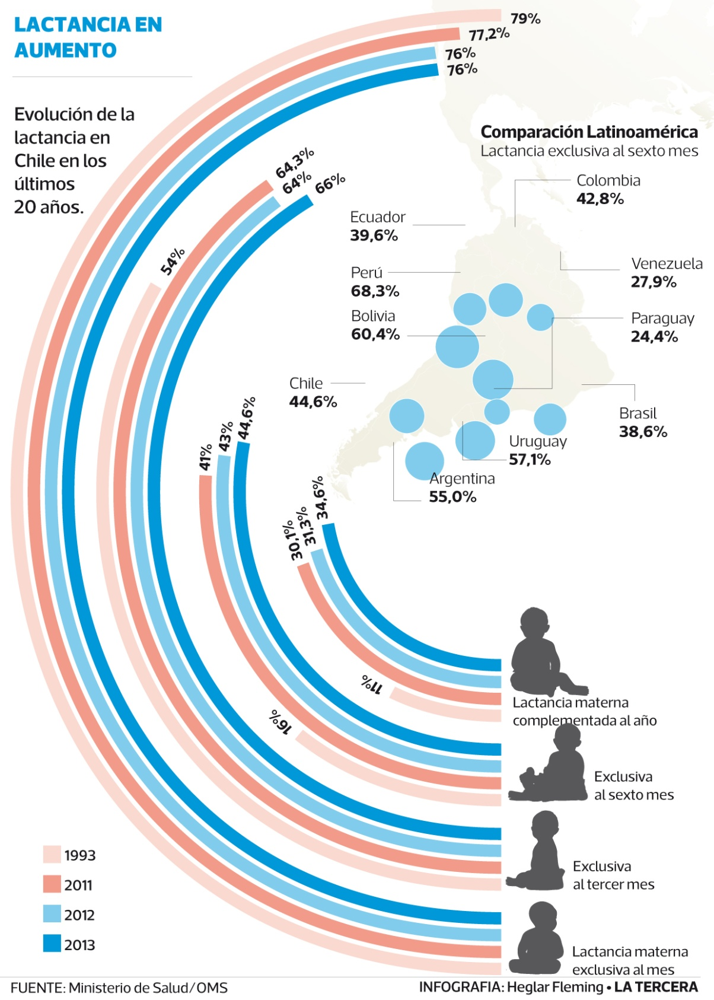 LACTANCIA EN
AUMENTO
Evolución de la
lactancia en
Chile en los
últimos
20 años.
79%
77,2%
76%
76%
64,3%
64%
66%
54%
41%
43%
44,6%
16%
30,1%
31,3%
34,6%
11%
Comparación Latinoamérica
Lactancia exclusiva al sexto mes
Colombia
42,8%
Ecuador
39,6%
Venezuela
27,9%
Perú
68,3%
Bolivia
60,4%
Paraguay
24,4%
Chile
44,6%
Brasil
38,6%
Uruguay
57,1%
Argentina
55,0%
Lactancia materna
complementada al año
Exclusiva
al sexto mes
Exclusiva
al tercer mes
Lactancia materna
exclusiva al mes
1993
2011
2012
2013
FUENTE: Ministerio de Salud/OMS
INFOGRAFIA: Heglar Fleming • LA TERCERA